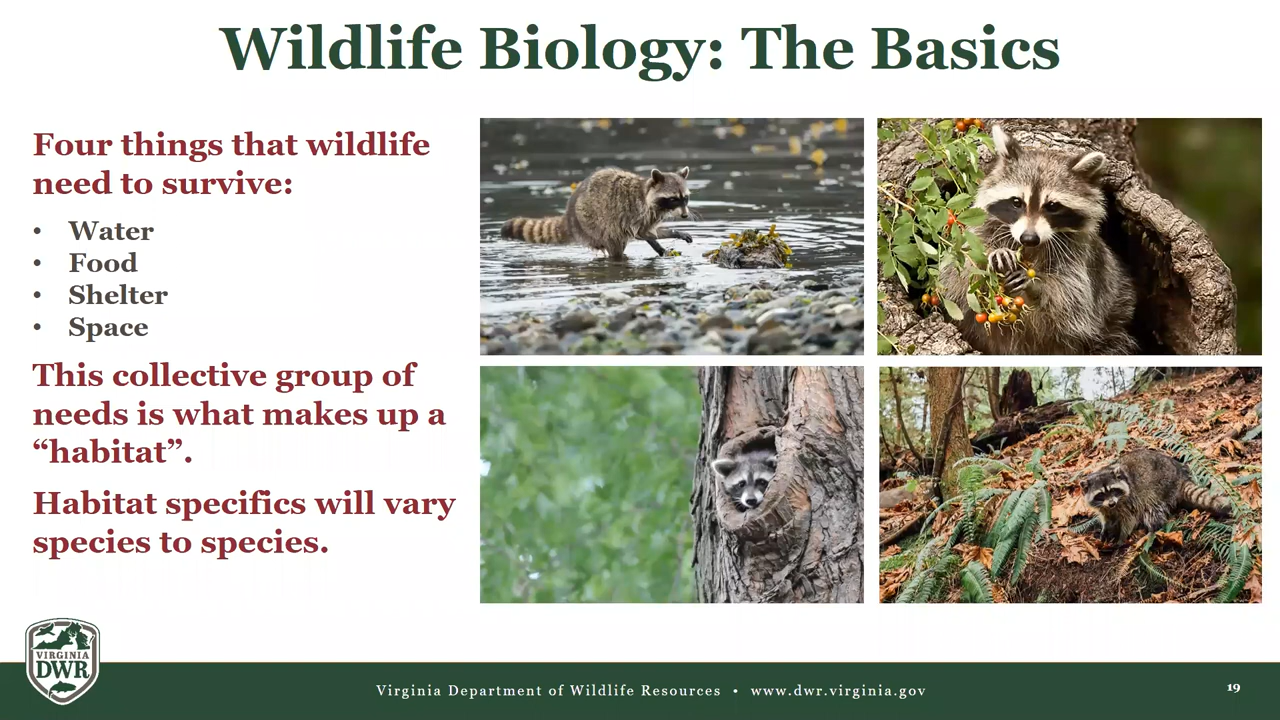 Wildlife Biology: The Basics
Four things that wildlife
need to survive:
• Water
• Food
• Shelter
• Space
This collective group of
needs is what makes up a
“habitat”.
Habitat specifics will vary
species to species.
VIRGINIA
DWR
Virginia Department of Wildlife Resources • www.dwr.virginia.gov
19